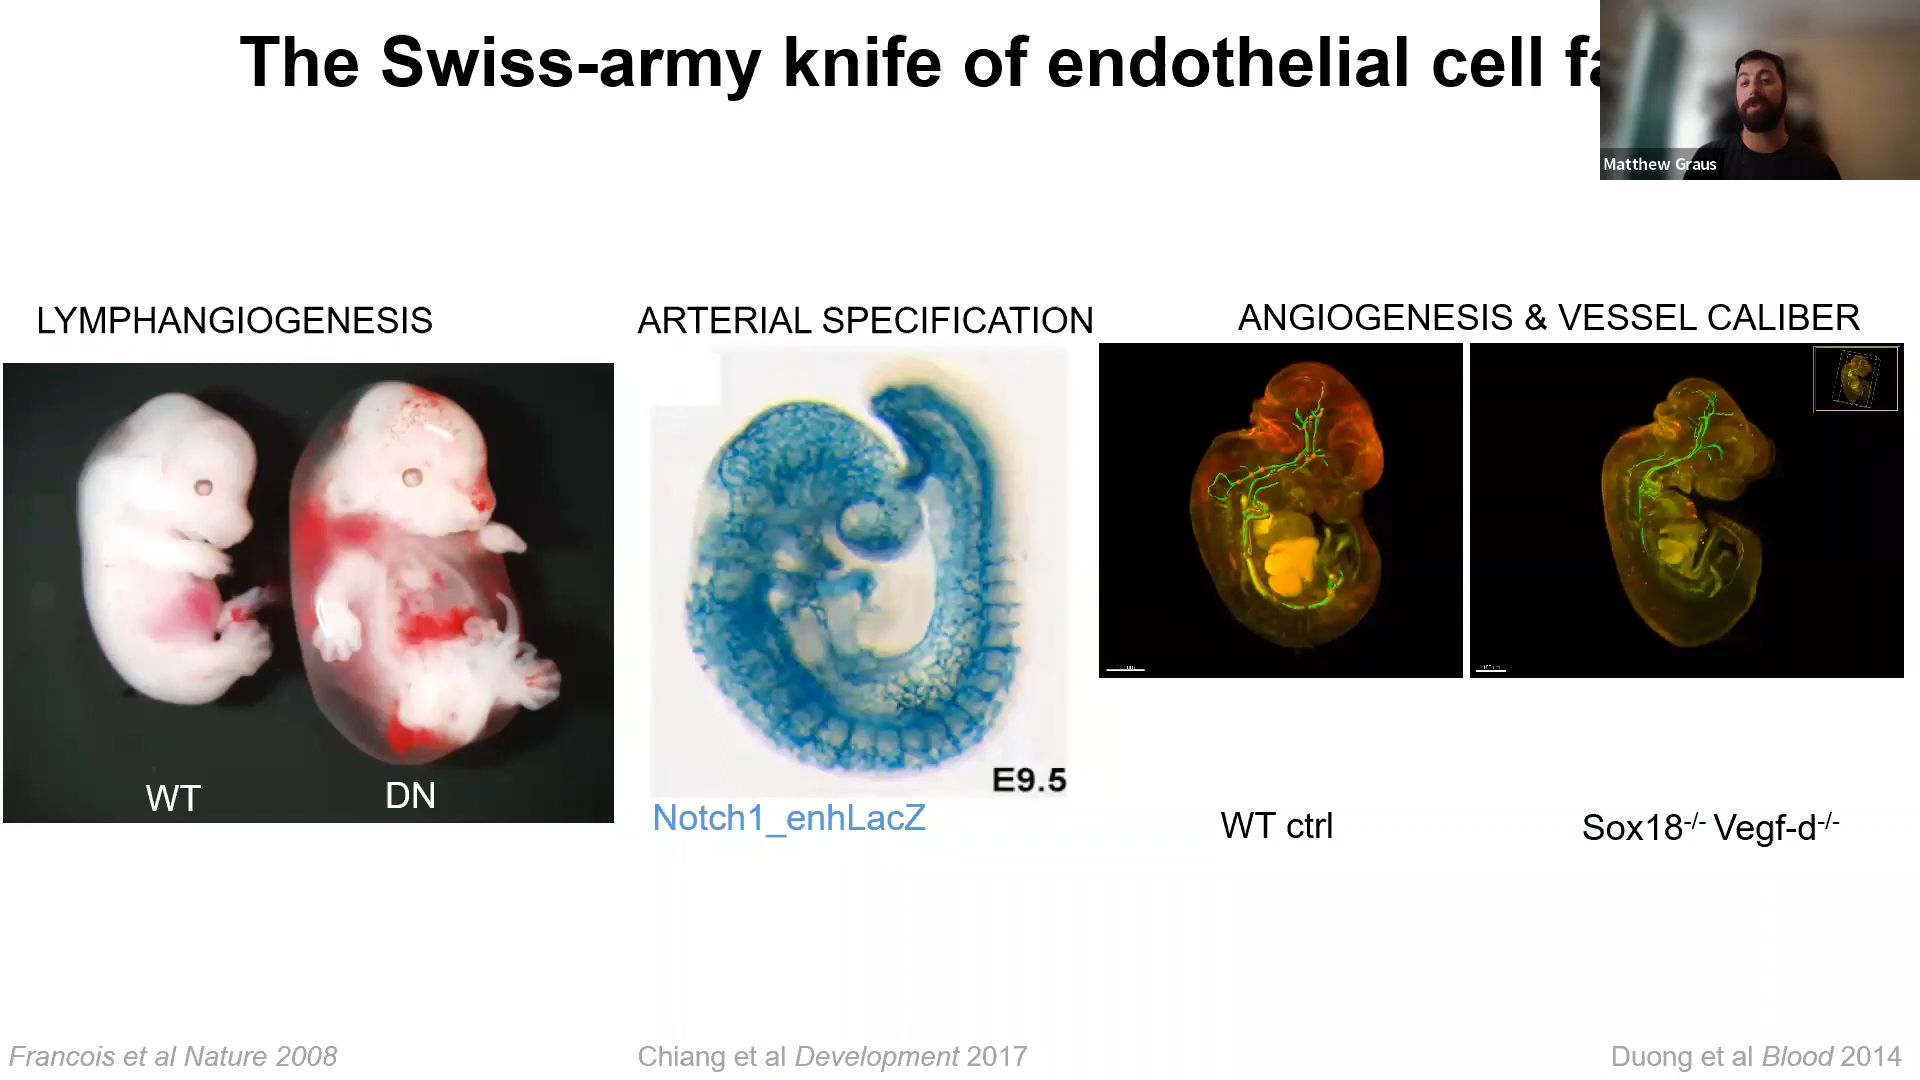 The Swiss-army knife of endothelial cell
Matthew Graus
LYMPHANGIOGENESIS
ARTERIAL SPECIFICATION
ANGIOGENESIS & VESSEL CALIBER
WT
DN
E9.5
Notch1_enhLacZ
WT ctrl
Sox18-/- Vegf-d-/-
Francois et al Nature 2008
Chiang et al Development 2017
Duong et al Blood 2014